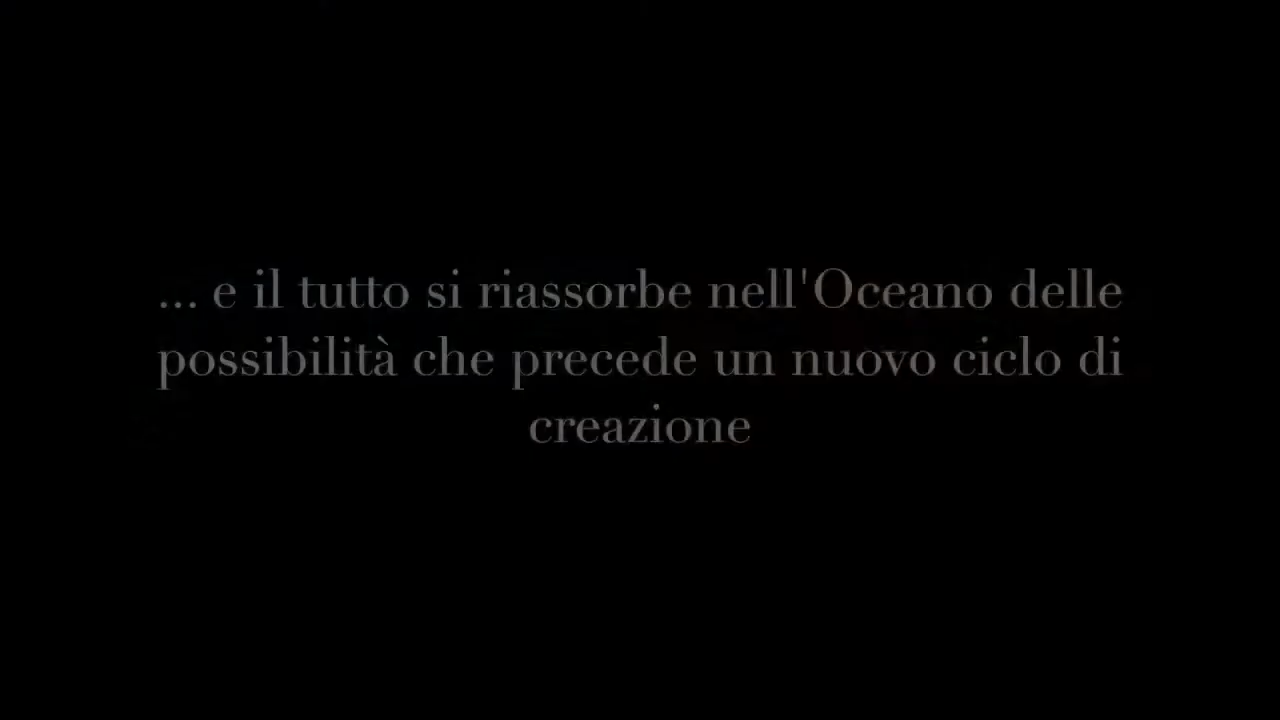 ... e il tutto si riassorbe nell'Oceano delle
possibilità che precede un nuovo ciclo di
creazione